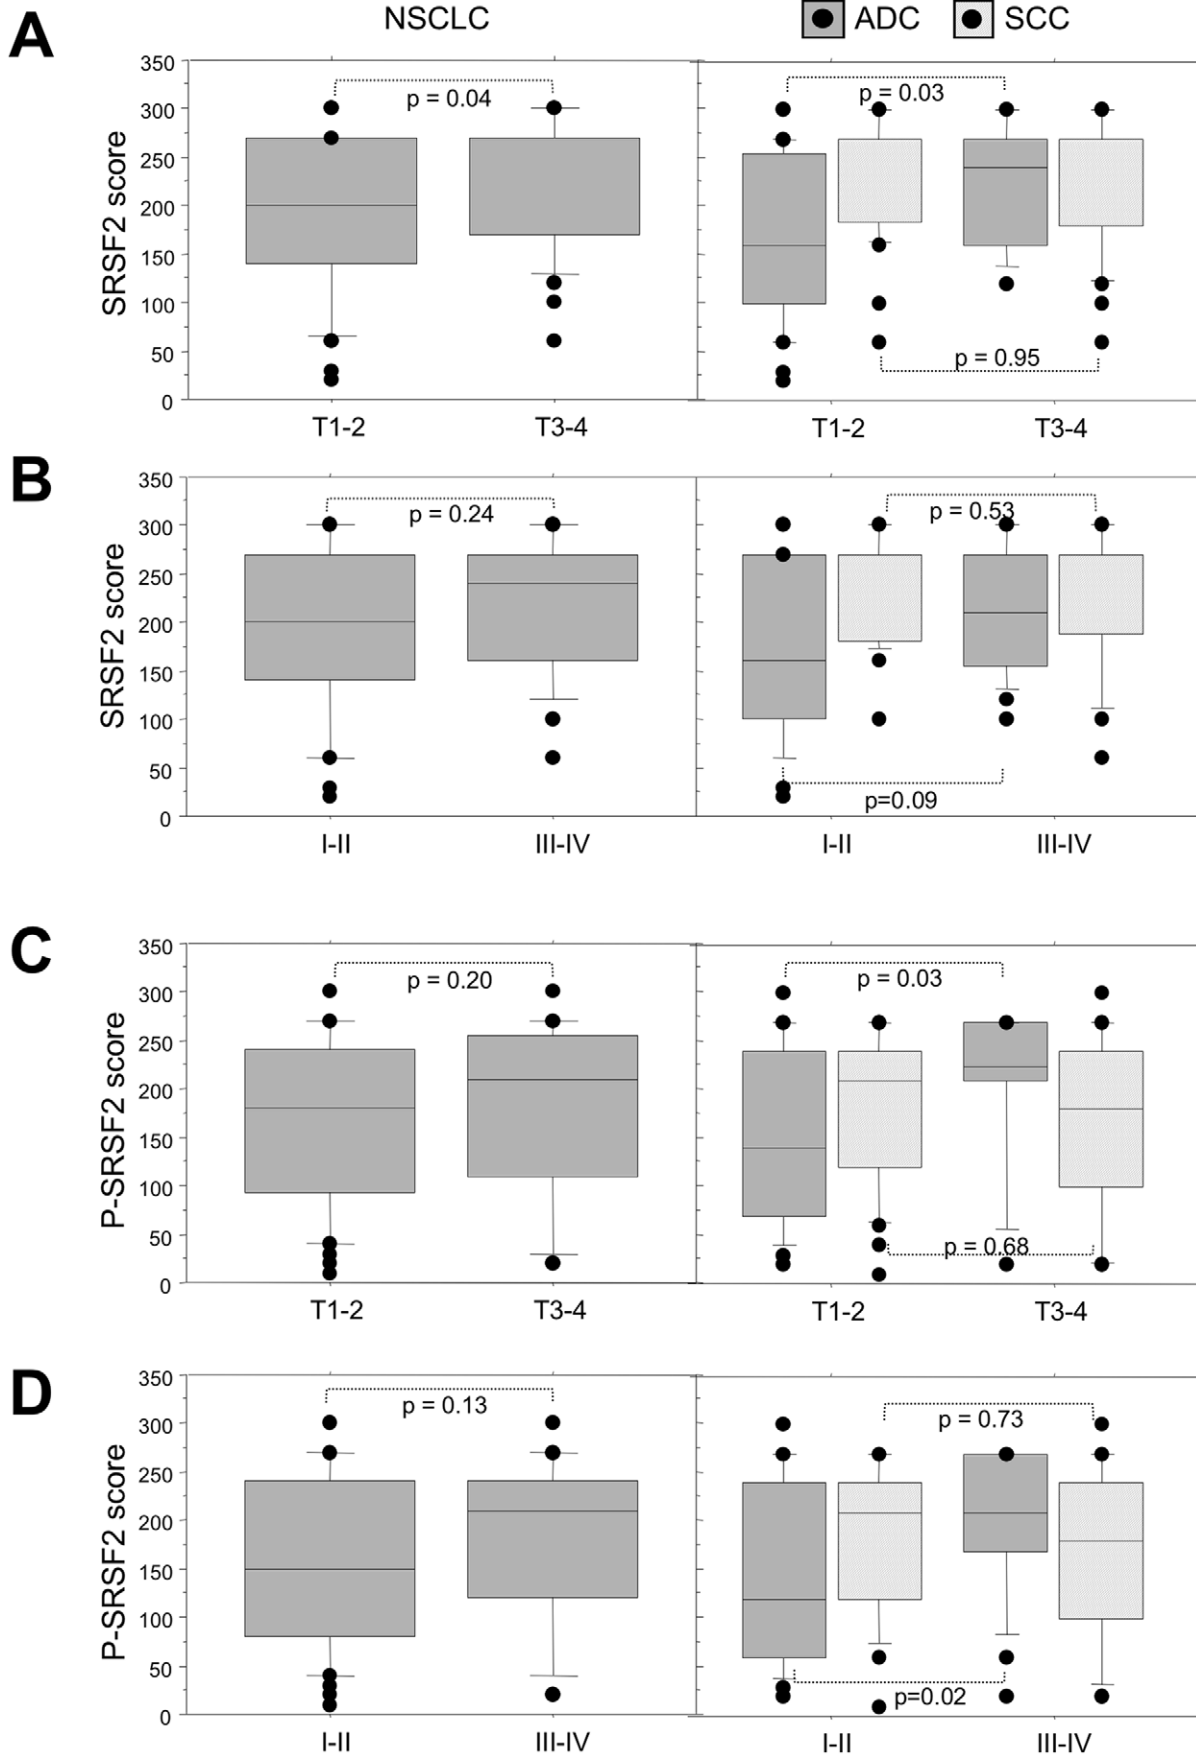 A
NSCLC
ADC
SCC
SRSF2 score
350
300
250
200
150
100
50
0
p = 0.04
p = 0.03
p = 0.95
T1-2
T3-4
T1-2
T3-4
B
SRSF2 score
350
300
250
200
150
100
50
0
p = 0.24
p = 0.53
p=0.09
I-II
III-IV
I-II
III-IV
C
P-SRSF2 score
350
300
250
200
150
100
50
0
p = 0.20
p = 0.03
p = 0.68
T1-2
T3-4
T1-2
T3-4
D
P-SRSF2 score
350
300
250
200
150
100
50
0
p = 0.13
p = 0.73
p=0.02
I-II
III-IV
I-II
III-IV